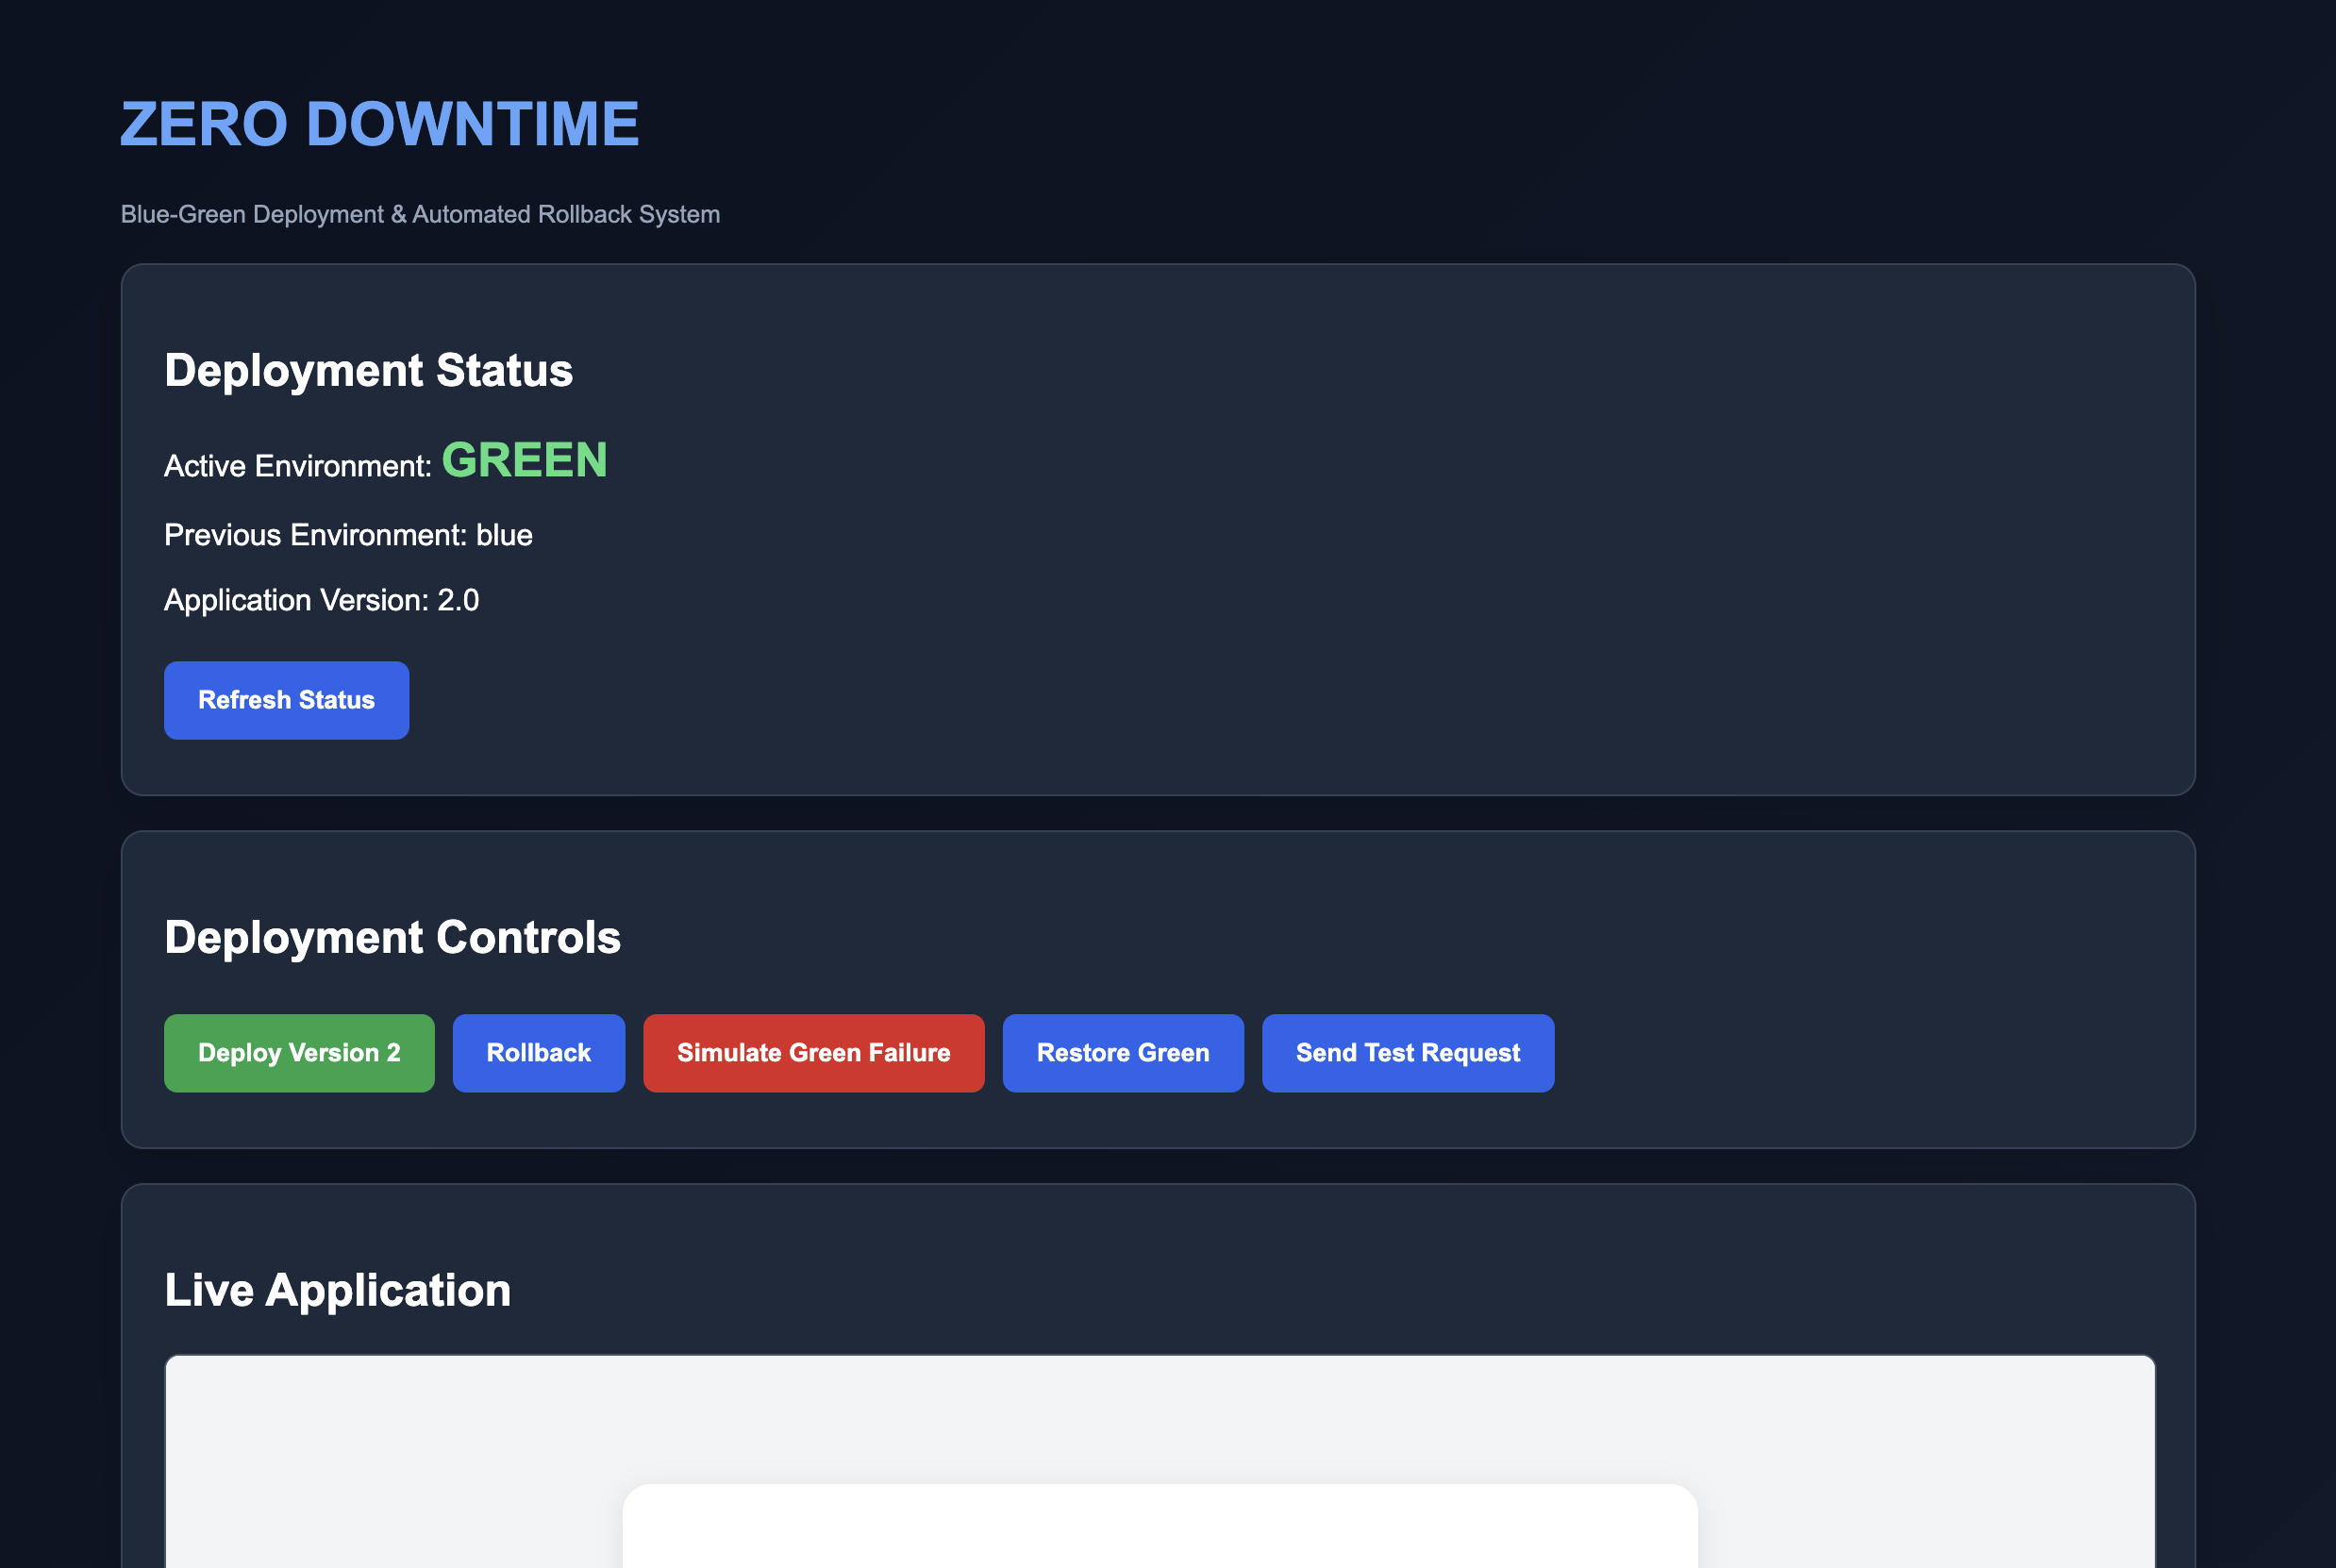 ZERO DOWNTIME
Blue-Green Deployment & Automated Rollback System
Deployment Status
Active Environment: GREEN
Previous Environment: blue
Application Version: 2.0
Refresh Status
Deployment Controls
Deploy Version 2
Rollback
Simulate Green Failure
Restore Green
Send Test Request
Live Application